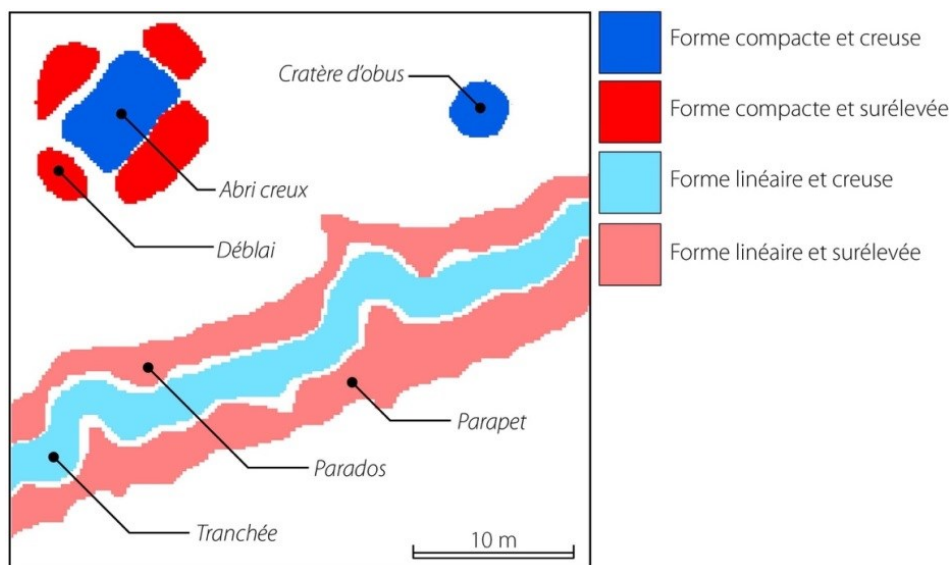 Cratère d'obus
Abri creux
Déblai
Parapet
Parados
Tranchée
10 m
Forme compacte et creuse
Forme compacte et surélevée
Forme linéaire et creuse
Forme linéaire et surélevée